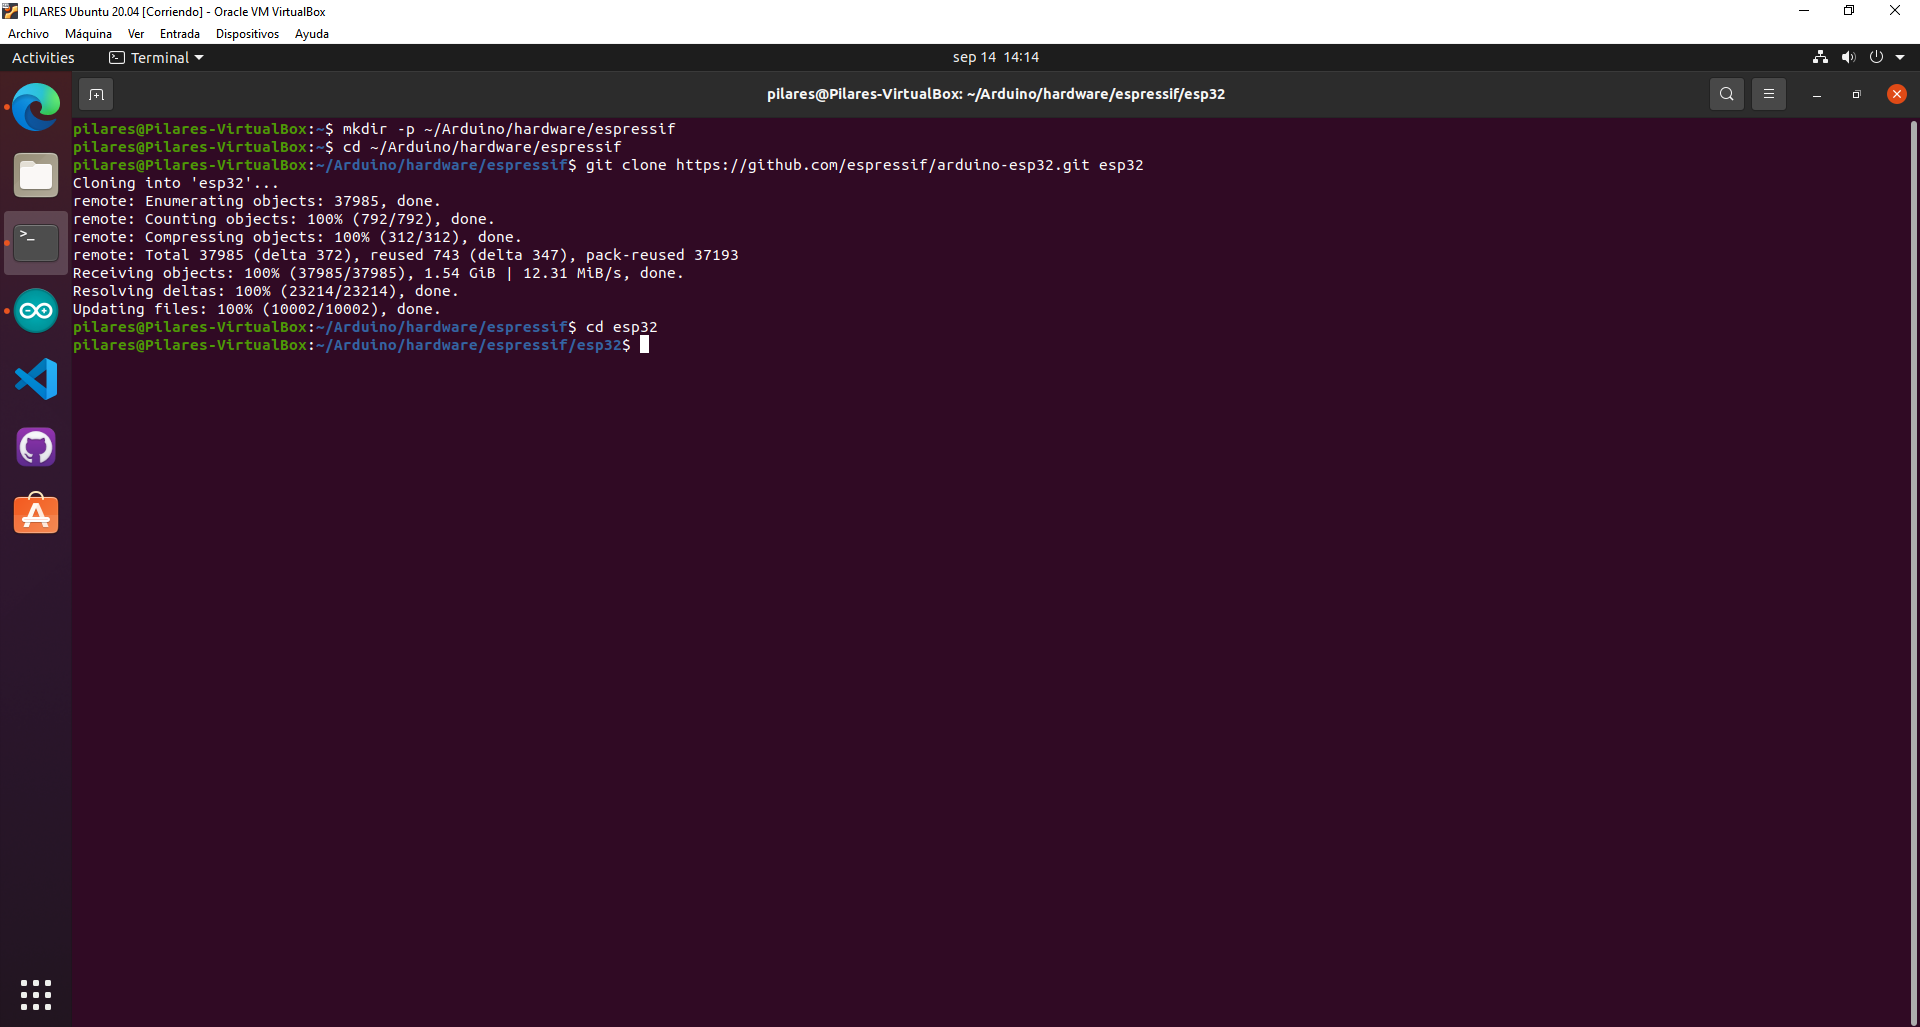 PILARES Ubuntu 20.04 [Corriendo] - Oracle VM VirtualBox
Archivo Máquina Ver Entrada Dispositivos Ayuda
Activities Terminal sep 14 14:14
pilares@Pilares-VirtualBox: ~/Arduino/hardware/espressif/esp32
pilares@Pilares-VirtualBox:~$ mkdir -p ~/Arduino/hardware/espressif
pilares@Pilares-VirtualBox:~$ cd ~/Arduino/hardware/espressif
pilares@Pilares-VirtualBox:~/Arduino/hardware/espressif$ git clone https://github.com/espressif/arduino-esp32.git esp32
Cloning into 'esp32'...
remote: Enumerating objects: 37985, done.
remote: Counting objects: 100% (792/792), done.
remote: Compressing objects: 100% (312/312), done.
remote: Total 37985 (delta 372), reused 743 (delta 347), pack-reused 37193
Receiving objects: 100% (37985/37985), 1.54 GiB | 12.31 MiB/s, done.
Resolving deltas: 100% (23214/23214), done.
Updating files: 100% (10002/10002), done.
pilares@Pilares-VirtualBox:~/Arduino/hardware/espressif$ cd esp32
pilares@Pilares-VirtualBox:~/Arduino/hardware/espressif/esp32$